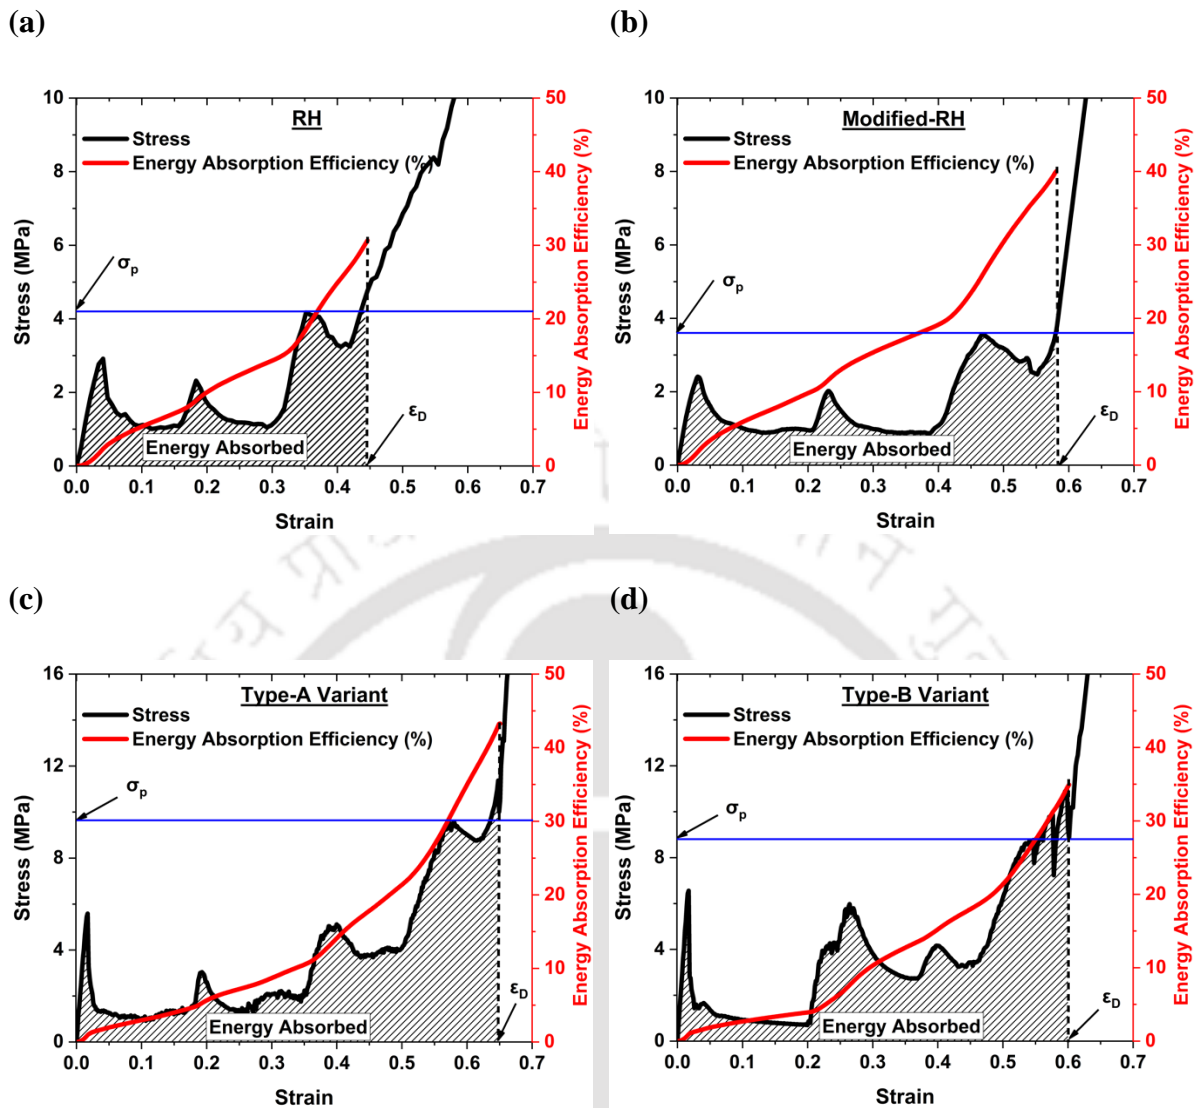 (a)
(b)
RH
Stress
Energy Absorption Efficiency (%)
σp
εD
Energy Absorbed
Stress (MPa)
Energy Absorption Efficiency (%)
Strain
0 2 4 6 8 10
0 10 20 30 40 50
0.0 0.1 0.2 0.3 0.4 0.5 0.6 0.7
Modified-RH
Stress
Energy Absorption Efficiency (%)
σp
εD
Energy Absorbed
Stress (MPa)
Energy Absorption Efficiency (%)
Strain
0 2 4 6 8 10
0 10 20 30 40 50
0.0 0.1 0.2 0.3 0.4 0.5 0.6 0.7
(c)
(d)
Type-A Variant
Stress
Energy Absorption Efficiency (%)
σp
εD
Energy Absorbed
Stress (MPa)
Energy Absorption Efficiency (%)
Strain
0 4 8 12 16
0 10 20 30 40 50
0.0 0.1 0.2 0.3 0.4 0.5 0.6 0.7
Type-B Variant
Stress
Energy Absorption Efficiency (%)
σp
εD
Energy Absorbed
Stress (MPa)
Energy Absorption Efficiency (%)
Strain
0 4 8 12 16
0 10 20 30 40 50
0.0 0.1 0.2 0.3 0.4 0.5 0.6 0.7